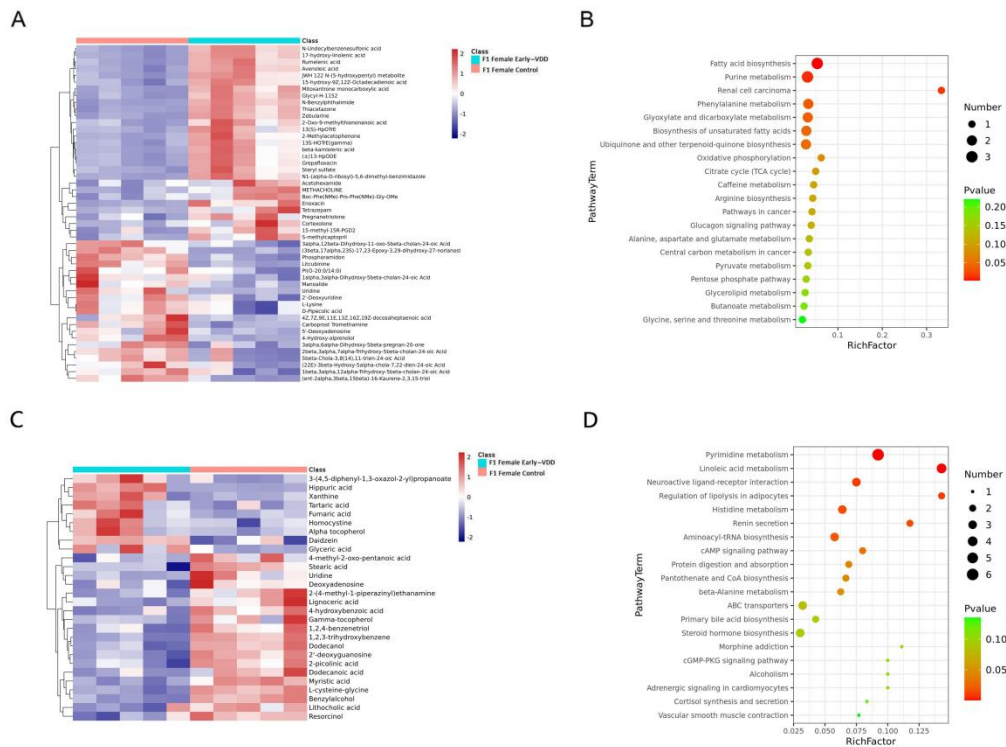 A
Class
N-Undecylbenzenesulfonic acid
17-hydroxy-linolenic acid
Rumelenic acid
Avenoleic acid
JWH 122 N-(5-hydroxypentyl) metabolite
15-hydroxy-9Z,12Z-Octadecadienoic acid
Mitoxantrone monocarboxylic acid
Glycyl-H-1152
N-Benzylphthalimide
Thiacetazone
Zebularine
2-Oxo-9-methylthiononanoic acid
13(S)-HpOTrE
2-Methylacetophenone
13S-HOTrE(gamma)
beta-kamlolenic acid
(±)13-HpODE
Grepafloxacin
Steryl sulfate
N1-(alpha-D-ribosyl)-5,6-dimethyl-benzimidazole
Acetohexamide
METHACHOLINE
Boc-Phe(NMe)-Pro-Phe(NMe)-Gly-OMe
Enoxacin
Tetrazepam
Pregnanetriolone
Cortexolone
15-methyl-15R-PGD2
S-methylcaptopril
3alpha,12beta-Dihydroxy-11-oxo-5beta-cholan-24-oic Acid
(3beta,17alpha,23S)-17,23-Epoxy-3,29-dihydroxy-27-norlanost
Phosphoramidon
Litcubinine
PI(O-20:0/14:0)
1alpha,3alpha-Dihydroxy-5beta-cholan-24-oic Acid
Manoalide
Uridine
2'-Deoxyuridine
L-Lysine
D-Pipecolic acid
4Z,7Z,9E,11E,13Z,16Z,19Z-docosaheptaenoic acid
Carboprost Tromethamine
5'-Deoxyadenosine
4-Hydroxy alprenolol
3alpha,6alpha-Dihydroxy-5beta-pregnan-20-one
2beta,3alpha,7alpha-Trihydroxy-5beta-cholan-24-oic Acid
5beta-Chola-3,8(14),11-trien-24-oic Acid
(22E)-3beta-Hydroxy-5alpha-chola-7,22-dien-24-oic Acid
1beta,3alpha,12alpha-Trihydroxy-5beta-cholan-24-oic Acid
(ent-2alpha,3beta,15beta)-16-Kaurene-2,3,15-triol
2
1
0
-1
-2
Class
F1 Female Early-VDD
F1 Female Control
B
PathwayTerm
Fatty acid biosynthesis
Purine metabolism
Renal cell carcinoma
Phenylalanine metabolism
Glyoxylate and dicarboxylate metabolism
Biosynthesis of unsaturated fatty acids
Ubiquinone and other terpenoid-quinone biosynthesis
Oxidative phosphorylation
Citrate cycle (TCA cycle)
Caffeine metabolism
Arginine biosynthesis
Pathways in cancer
Glucagon signaling pathway
Alanine, aspartate and glutamate metabolism
Central carbon metabolism in cancer
Pyruvate metabolism
Pentose phosphate pathway
Glycerolipid metabolism
Butanoate metabolism
Glycine, serine and threonine metabolism
0.1 0.2 0.3
RichFactor
Number
1
2
3
Pvalue
0.20
0.15
0.10
0.05
C
Class
3-(4,5-diphenyl-1,3-oxazol-2-yl)propanoate
Hippuric acid
Xanthine
Tartaric acid
Fumaric acid
Homocystine
Alpha tocopherol
Daidzein
Glyceric acid
4-methyl-2-oxo-pentanoic acid
Stearic acid
Uridine
Deoxyadenosine
2-(4-methyl-1-piperazinyl)ethanamine
Lignoceric acid
4-hydroxybenzoic acid
Gamma-tocopherol
1,2,4-benzenetriol
1,2,3-trihydroxybenzene
Dodecanol
2'-deoxyguanosine
2-picolinic acid
Dodecanoic acid
Myristic acid
L-cysteine-glycine
Benzylalcohol
Lithocholic acid
Resorcinol
2
1
0
-1
-2
Class
F1 Female Early-VDD
F1 Female Control
D
PathwayTerm
Pyrimidine metabolism
Linoleic acid metabolism
Neuroactive ligand-receptor interaction
Regulation of lipolysis in adipocytes
Histidine metabolism
Renin secretion
Aminoacyl-tRNA biosynthesis
cAMP signaling pathway
Protein digestion and absorption
Pantothenate and CoA biosynthesis
beta-Alanine metabolism
ABC transporters
Primary bile acid biosynthesis
Steroid hormone biosynthesis
Morphine addiction
cGMP-PKG signaling pathway
Alcoholism
Adrenergic signaling in cardiomyocytes
Cortisol synthesis and secretion
Vascular smooth muscle contraction
0.025 0.050 0.075 0.100 0.125
RichFactor
Number
1
2
3
4
5
6
Pvalue
0.10
0.05